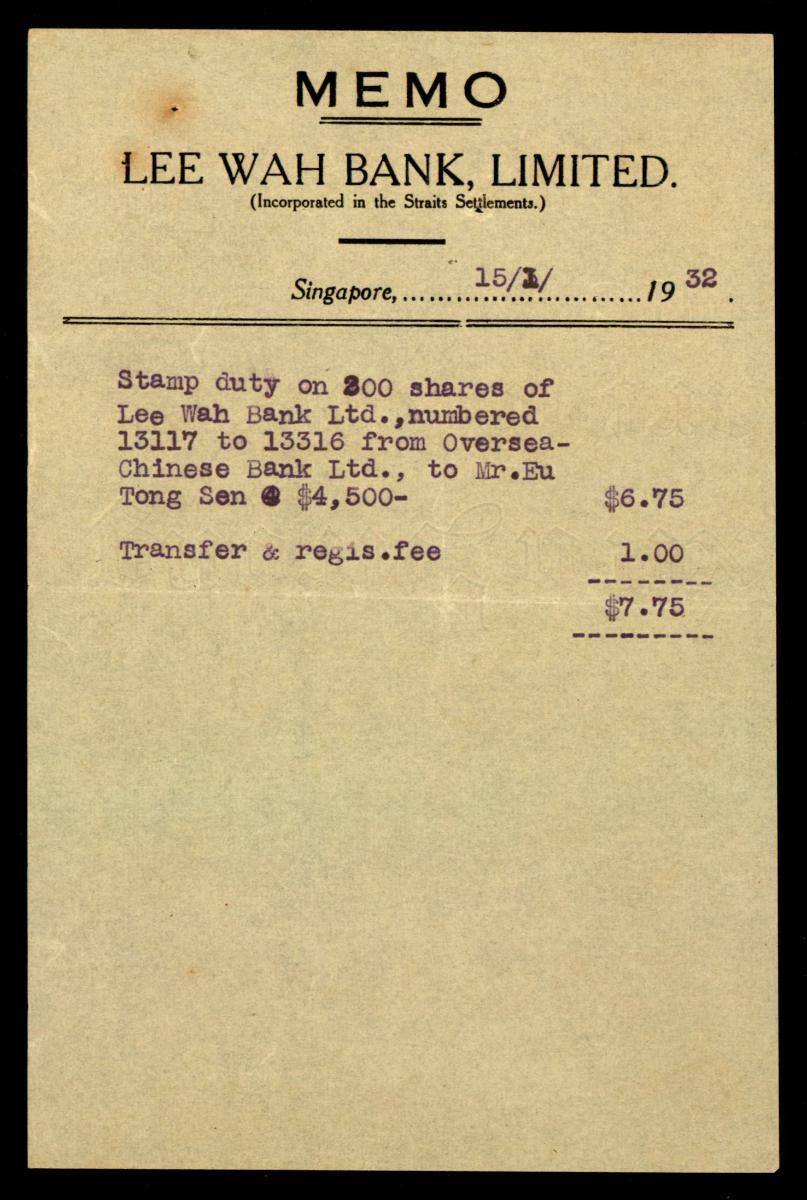 MEMO
LEE WAH BANK, LIMITED.
(Incorporated in the Straits Settlements.)
Singapore, 15/1/ 1932.
Stamp duty on 200 shares of
Lee Wah Bank Ltd.,numbered
13117 to 13316 from Oversea-
Chinese Bank Ltd., to Mr.Eu
Tong Sen @ $4,500- $6.75
Transfer & regis.fee 1.00
$7.75